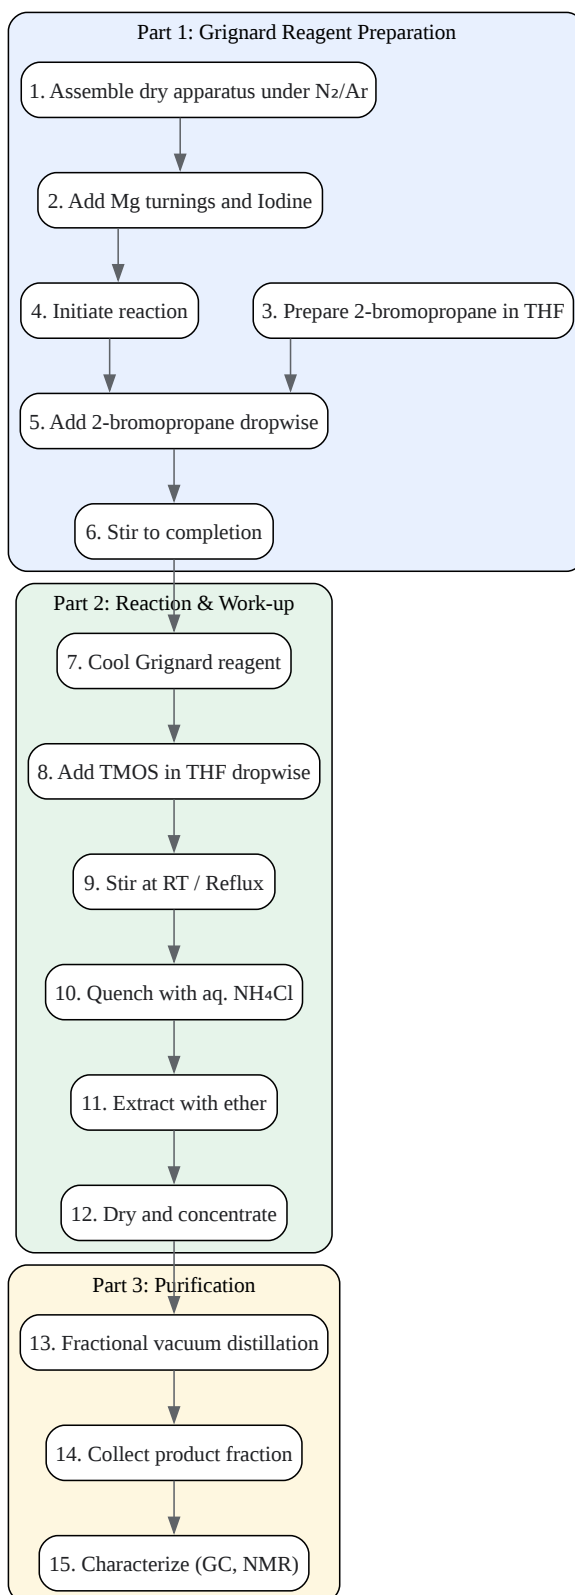 Part 1: Grignard Reagent Preparation
1. Assemble dry apparatus under N₂/Ar
2. Add Mg turnings and Iodine
4. Initiate reaction
3. Prepare 2-bromopropane in THF
5. Add 2-bromopropane dropwise
6. Stir to completion
Part 2: Reaction & Work-up
7. Cool Grignard reagent
8. Add TMOS in THF dropwise
9. Stir at RT / Reflux
10. Quench with aq. NH₄Cl
11. Extract with ether
12. Dry and concentrate
Part 3: Purification
13. Fractional vacuum distillation
14. Collect product fraction
15. Characterize (GC, NMR)